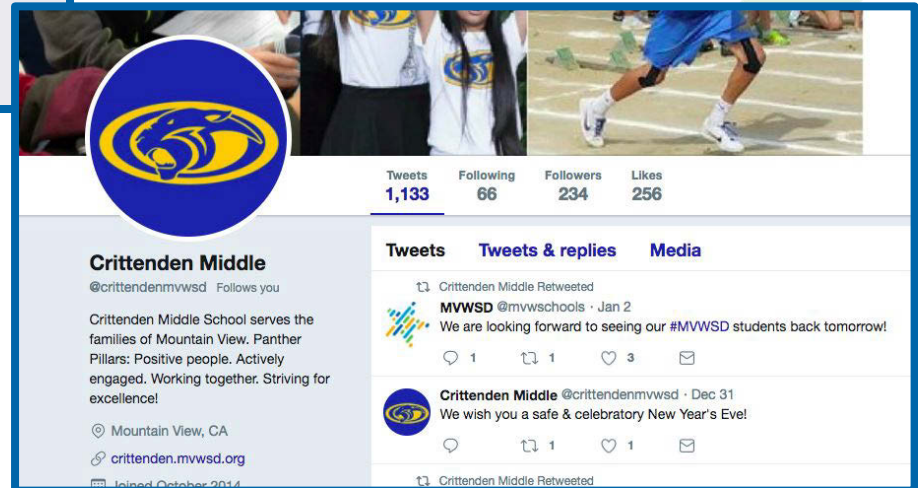 Tweets Following Followers Likes
1,133 66 234 256
Crittenden Middle
@crittendenmvwsd Follows you
Crittenden Middle School serves the
families of Mountain View. Panther
Pillars: Positive people. Actively
engaged. Working together. Striving for
excellence!
Mountain View, CA
crittenden.mvwsd.org
Joined October 2014
Tweets Tweets & replies Media
Crittenden Middle Retweeted
MVWSD @mvwschools · Jan 2
We are looking forward to seeing our #MVWSD students back tomorrow!
1 1 3
Crittenden Middle @crittendenmvwsd · Dec 31
We wish you a safe & celebratory New Year's Eve!
1 1
Crittenden Middle Retweeted